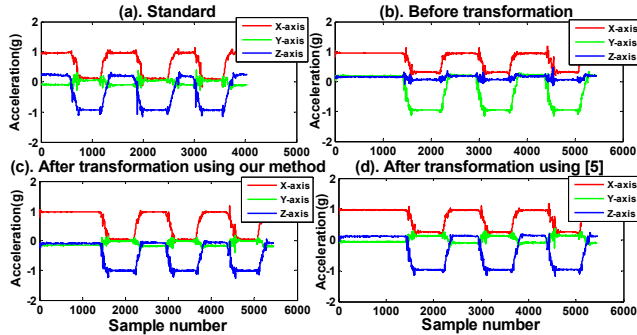 (a). Standard
(b). Before transformation
Acceleration(g)
2
1
0
-1
-2
0 1000 2000 3000 4000 5000
X-axis
Y-axis
Z-axis
Acceleration(g)
2
1
0
-1
-2
0 1000 2000 3000 4000 5000 6000
X-axis
Y-axis
Z-axis
(c). After transformation using our method
(d). After transformation using [5]
Acceleration(g)
2
1
0
-1
-2
0 1000 2000 3000 4000 5000 6000
X-axis
Y-axis
Z-axis
Sample number
Acceleration(g)
2
1
0
-1
-2
0 1000 2000 3000 4000 5000 6000
X-axis
Y-axis
Z-axis
Sample number